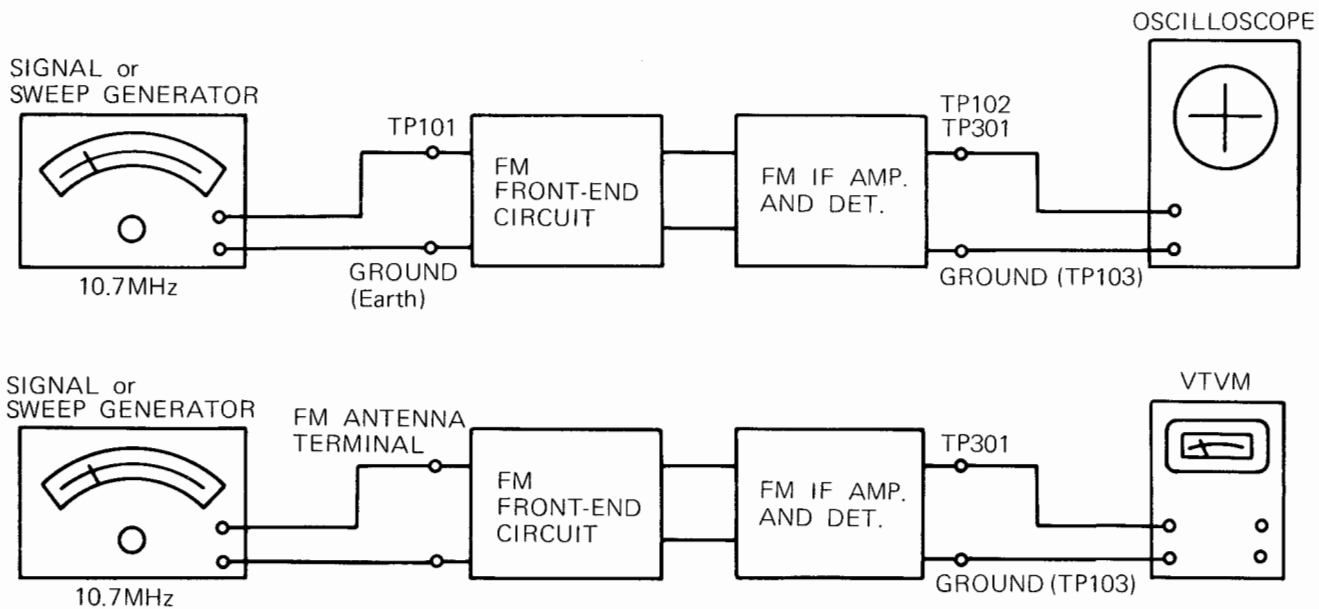 OSCILLOSCOPE
SIGNAL or
SWEEP GENERATOR
10.7MHz
TP101
GROUND
(Earth)
FM
FRONT-END
CIRCUIT
FM IF AMP.
AND DET.
TP102
TP301
GROUND (TP103)
SIGNAL or
SWEEP GENERATOR
10.7MHz
FM ANTENNA
TERMINAL
FM
FRONT-END
CIRCUIT
FM IF AMP.
AND DET.
TP301
GROUND (TP103)
VTVM